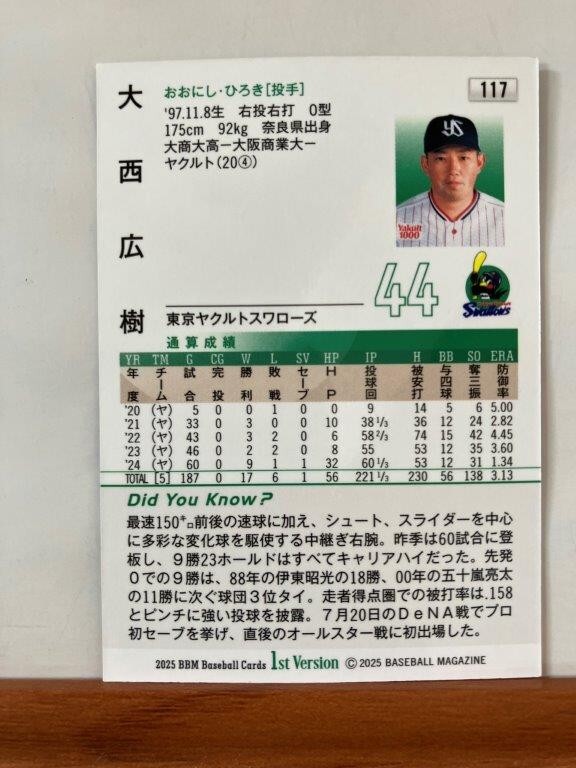 117
大西広樹
おおにし・ひろき[投手]
'97.11.8生 右投右打 O型
175cm 92kg 奈良県出身
大商大高ー大阪商業大ー
ヤクルト(20④)
YS
Yakult
1000
44
Swallows
東京ヤクルトスワローズ
通算成績
YR TM G CG W L SV HP IP H BB SO ERA
年度 チーム 試合 完投 勝利 敗戦 セーブ HP 投球回 被安打 与四球 奪三振 防御率
'20 (ヤ) 5 0 0 1 0 0 9 14 5 6 5.00
'21 (ヤ) 33 0 3 0 0 10 38 1/3 36 12 24 2.82
'22 (ヤ) 43 0 3 2 0 6 58 2/3 74 15 42 4.45
'23 (ヤ) 46 0 2 2 0 8 55 53 12 35 3.60
'24 (ヤ) 60 0 9 1 1 32 60 1/3 53 12 31 1.34
TOTAL [5] 187 0 17 6 1 56 221 1/3 230 56 138 3.13
Did You Know?
最速150㌔前後の速球に加え、シュート、スライダーを中心
に多彩な変化球を駆使する中継ぎ右腕。昨季は60試合に登
板し、9勝23ホールドはすべてキャリアハイだった。先発
0での9勝は、88年の伊東昭光の18勝、00年の五十嵐亮太
の11勝に次ぐ球団3位タイ。走者得点圏での被打率は.158
とピンチに強い投球を披露。7月20日のDeNA戦でプロ
初セーブを挙げ、直後のオールスター戦に初出場した。
2025 BBM Baseball Cards 1st Version © 2025 BASEBALL MAGAZINE